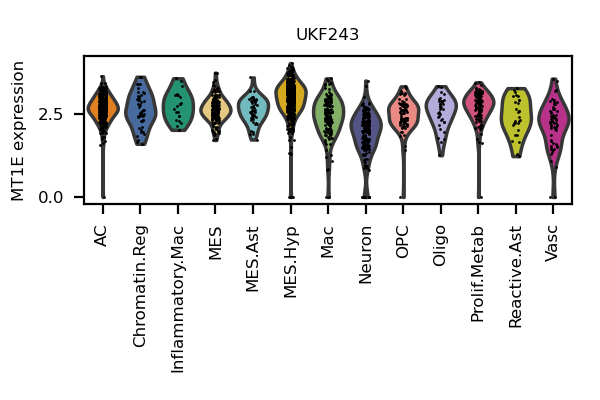 UKF243
MT1E expression
2.5
0.0
AC
Chromatin.Reg
Inflammatory.Mac
MES
MES.Ast
MES.Hyp
Mac
Neuron
OPC
Oligo
Prolif.Metab
Reactive.Ast
Vasc